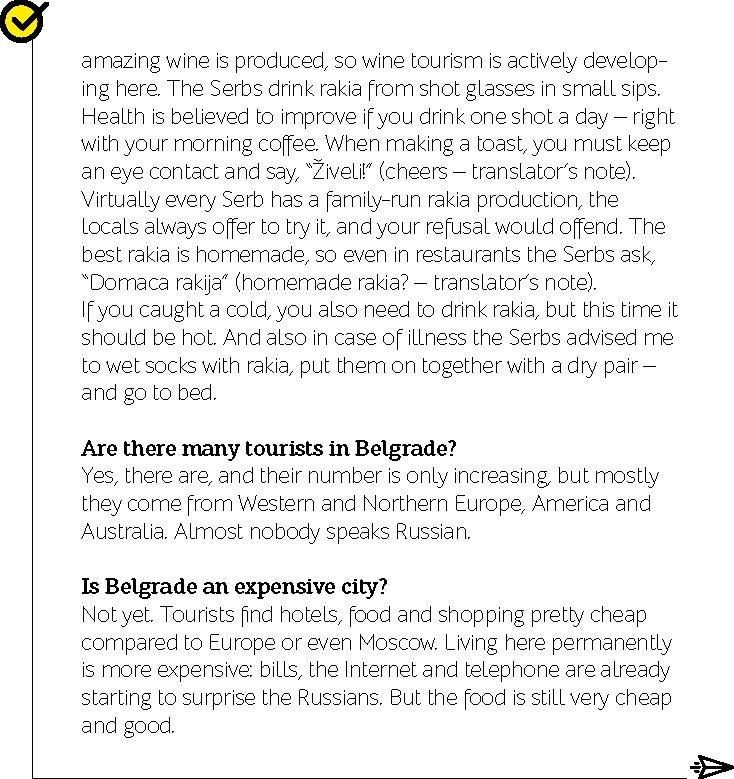 amazing wine is produced, so wine tourism is actively develop-
ing here. The Serbs drink rakia from shot glasses in small sips.
Health is believed to improve if you drink one shot a day – right
with your morning coffee. When making a toast, you must keep
an eye contact and say, “Živeli!” (cheers – translator’s note).
Virtually every Serb has a family-run rakia production, the
locals always offer to try it, and your refusal would offend. The
best rakia is homemade, so even in restaurants the Serbs ask,
“Domaca rakija” (homemade rakia? – translator’s note).
If you caught a cold, you also need to drink rakia, but this time it
should be hot. And also in case of illness the Serbs advised me
to wet socks with rakia, put them on together with a dry pair –
and go to bed.
Are there many tourists in Belgrade?
Yes, there are, and their number is only increasing, but mostly
they come from Western and Northern Europe, America and
Australia. Almost nobody speaks Russian.
Is Belgrade an expensive city?
Not yet. Tourists find hotels, food and shopping pretty cheap
compared to Europe or even Moscow. Living here permanently
is more expensive: bills, the Internet and telephone are already
starting to surprise the Russians. But the food is still very cheap
and good.